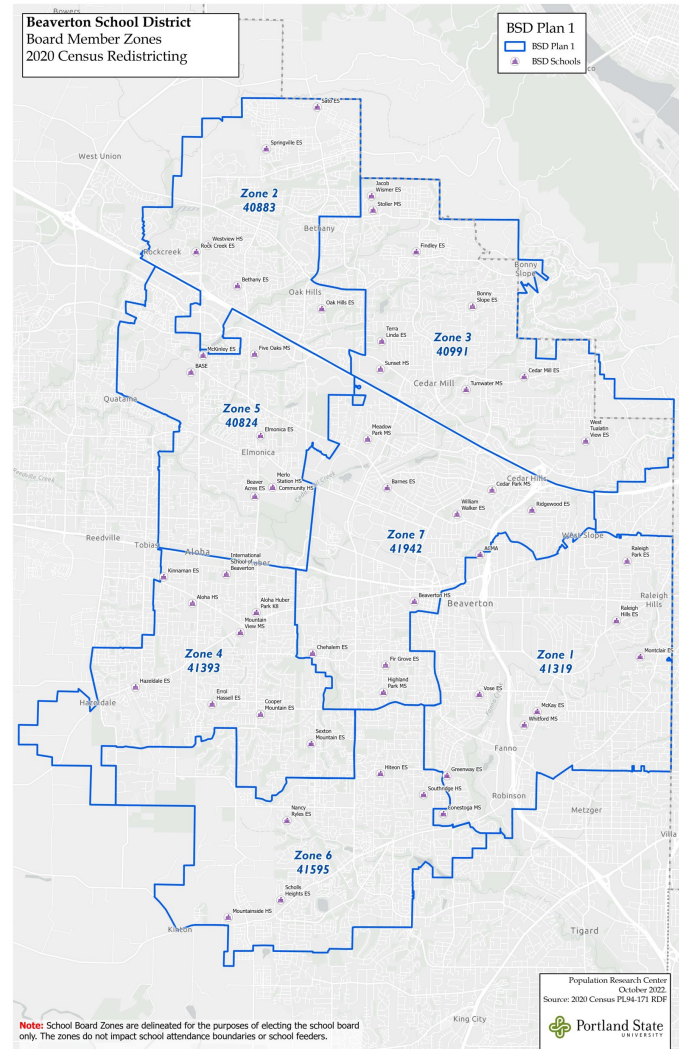 Bowers
Beaverton School District
Board Member Zones
2020 Census Redistricting
BSD Plan 1
BSD Plan 1
BSD Schools
co
Sato ES
Springville ES
West Union
Zone 2
40883
Jacob
Wismer ES
Stoller MS
Bethany
Westview HS
Rock Creek ES
Rockcreek
Findley ES
Bonny
Slope
Bethany ES
Oak Hills
Oak Hills ES
Bonny
Slope ES
Terra
Linda ES
Zone 3
40991
McKinley ES
Five Oaks MS
BASE
Sunset HS
Cedar Mill
Cedar Mill ES
Tumwater MS
Quatama
Zone 5
40824
Elmonica ES
Elmonica
Meadow
Park MS
West
Tualatin
View ES
Merlo
Station HS
Community HS
Beaver
Acres ES
Barnes ES
Cedar Hills
Cedar Park MS
William
Walker ES
Ridgewood ES
Zone 7
41942
Reedville
Tobias
Aloha
Huber
International
School of
Beaverton
Kinnaman ES
West Slope
ACMA
Raleigh
Park ES
Aloha HS
Aloha Huber
Park K8
Mountain
View MS
Beaverton HS
Beaverton
Raleigh
Hills
Raleigh
Hills ES
Zone 4
41393
Chehalem ES
Fir Grove ES
Zone 1
41319
Montclair ES
Hazeldale ES
Hazeldale
Errol
Hassell ES
Cooper
Mountain ES
Highland
Park MS
Vose ES
McKay ES
Whitford MS
Sexton
Mountain ES
Fanno
Hiteon ES
Greenway ES
Southridge HS
Robinson
Conestoga MS
Metzger
Nancy
Ryles ES
Villa
Zone 6
41595
Scholls
Heights ES
Mountainside HS
Kinton
Tigard
King City
Population Research Center
October 2022.
Source: 2020 Census PL94-171 RDF
Portland State
UNIVERSITY
Note: School Board Zones are delineated for the purposes of electing the school board
only. The zones do not impact school attendance boundaries or school feeders.